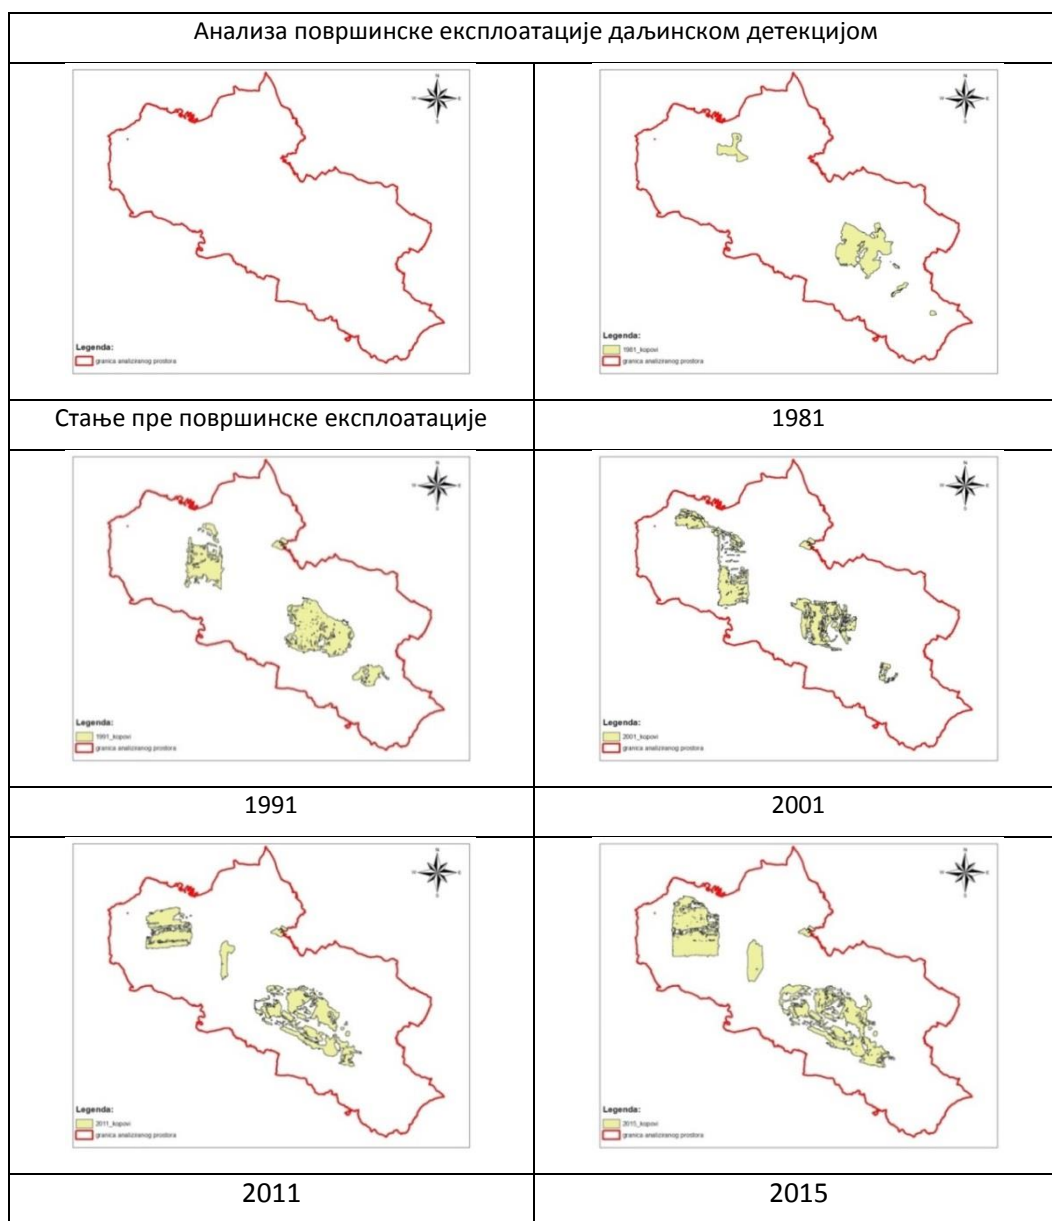 Анализа површинске експлоатације даљинском детекцијом
N
W
E
S
Legenda:
granica analiziranog prostora
N
W
E
S
Legenda:
1981_kopovi
granica analiziranog prostora
Стање пре површинске експлоатације
1981
N
W
E
S
Legenda:
1991_kopovi
granica analiziranog prostora
N
W
E
S
Legenda:
2001_kopovi
granica analiziranog prostora
1991
2001
N
W
E
S
Legenda:
2011_kopovi
granica analiziranog prostora
N
W
E
S
Legenda:
2015_kopovi
granica analiziranog prostora
2011
2015